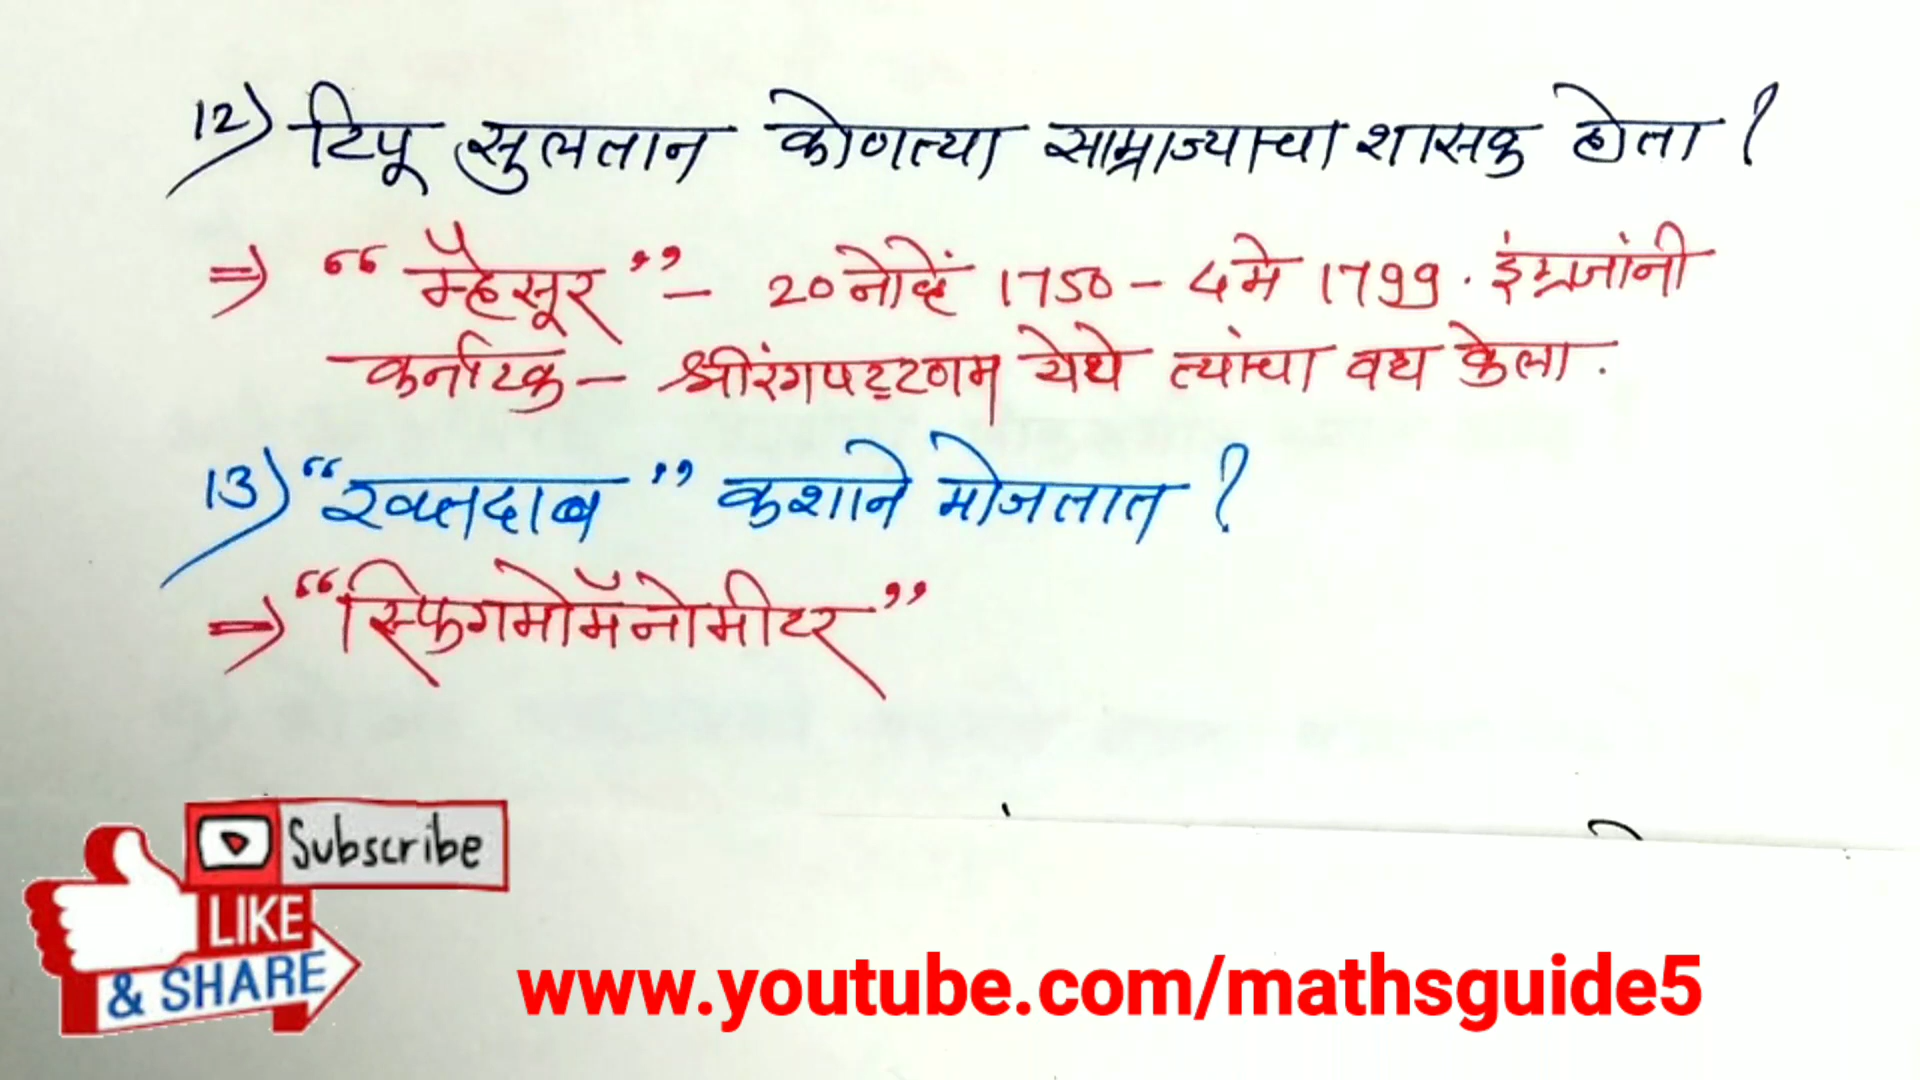 12) टिपू सुलतान कोणत्या साम्राज्याचा शासक होता ?
⇒ “म्हैसूर” – 20 नोव्हें 1750 – 4 मे 1799. इंग्रजांनी
कर्नाटक – श्रीरंगपट्टणम् येथे त्यांचा वध केला.
13) “रक्तदाब” कशाने मोजतात ?
⇒ “स्फिगमोमॅनोमीटर”
Subscribe
LIKE
& SHARE
www.youtube.com/mathsguide5